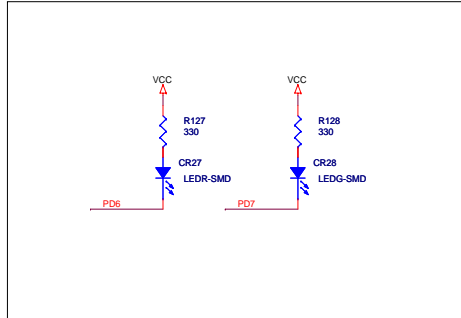 VCC
VCC
R127
330
R128
330
CR27
LEDR-SMD
CR28
LEDG-SMD
PD6
PD7